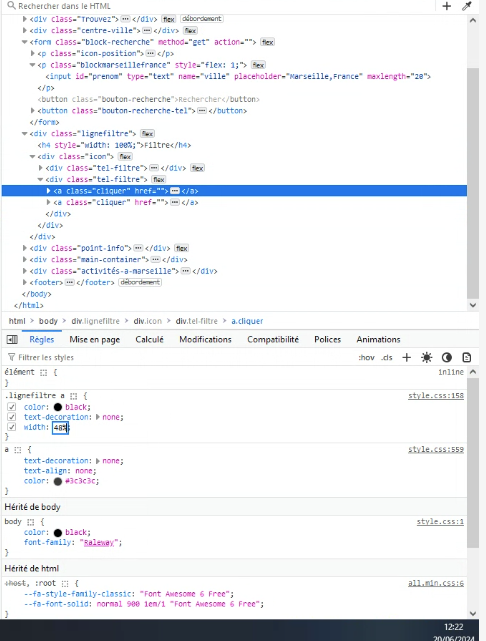 Rechercher dans le HTML
<div class="Trouvez"> ··· </div> flex débordement
<div class="centre-ville"> ··· </div> flex
<form class="block-recherche" method="get" action=""> flex
<p class="icon-position"> ··· </p> flex
<p class="blockmarseillefrance" style="flex: 1;"> flex
<input id="prenom" type="text" name="ville" placeholder="Marseille,France" maxlength="20">
</p>
<button class="bouton-recherche">Rechercher</button>
<button class="bouton-recherche-tel"> ··· </button>
</form>
<div class="lignefiltre"> flex
<h4 style="width: 100%;">Filtre</h4>
<div class="icon"> flex
<div class="tel-filtre"> ··· </div> flex
<div class="tel-filtre"> flex
<a class="cliquer" href=""> ··· </a>
<a class="cliquer" href=""> ··· </a>
</div>
</div>
</div>
<div class="point-info"> ··· </div> flex
<div class="main-container"> ··· </div>
<div class="activités-a-marseille"> ··· </div>
<footer> ··· </footer> débordement
</body>
</html>
html > body > div.lignefiltre > div.icon > div.tel-filtre > a.cliquer
Règles Mise en page Calculé Modifications Compatibilité Polices Animations
Filtrer les styles :hov .cls +
élément { inline
}
.lignefiltre a { style.css:158
color: black;
text-decoration: none;
width: 48%;
}
a { style.css:559
text-decoration: none;
text-align: none;
color: #3c3c3c;
}
Hérité de body
body { style.css:1
color: black;
font-family: "Raleway";
}
Hérité de html
:host, :root { all.min.css:6
--fa-style-family-classic: "Font Awesome 6 Free";
--fa-font-solid: normal 900 1em/1 "Font Awesome 6 Free";
}
12:22
20/06/2024